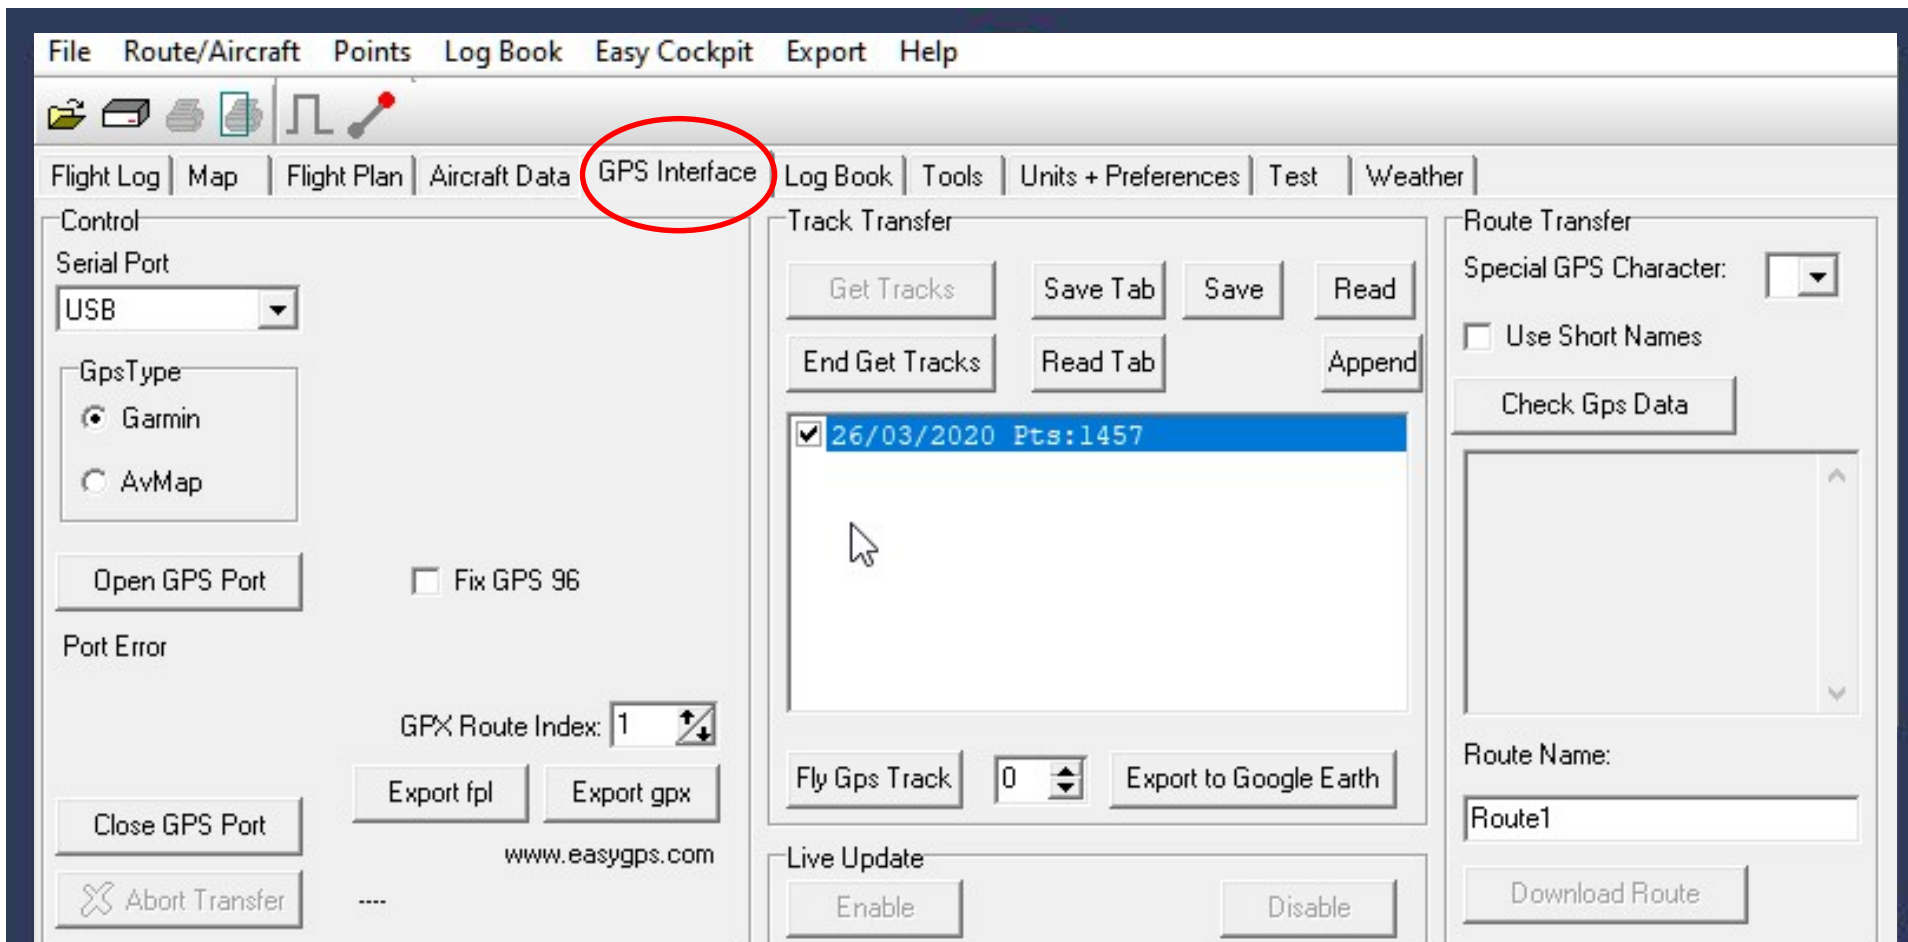 File Route/Aircraft Points Log Book Easy Cockpit Export Help
Flight Log Map Flight Plan Aircraft Data GPS Interface Log Book Tools Units + Preferences Test Weather
Control
Serial Port
USB
GpsType
Garmin
AvMap
Open GPS Port
Fix GPS 96
Port Error
GPX Route Index: 1
Export fpl Export gpx
Close GPS Port
www.easygps.com
Abort Transfer ----
Track Transfer
Get Tracks Save Tab Save Read
End Get Tracks Read Tab Append
26/03/2020 Pts:1457
Fly Gps Track 0 Export to Google Earth
Live Update
Enable Disable
Route Transfer
Special GPS Character:
Use Short Names
Check Gps Data
Route Name:
Route1
Download Route